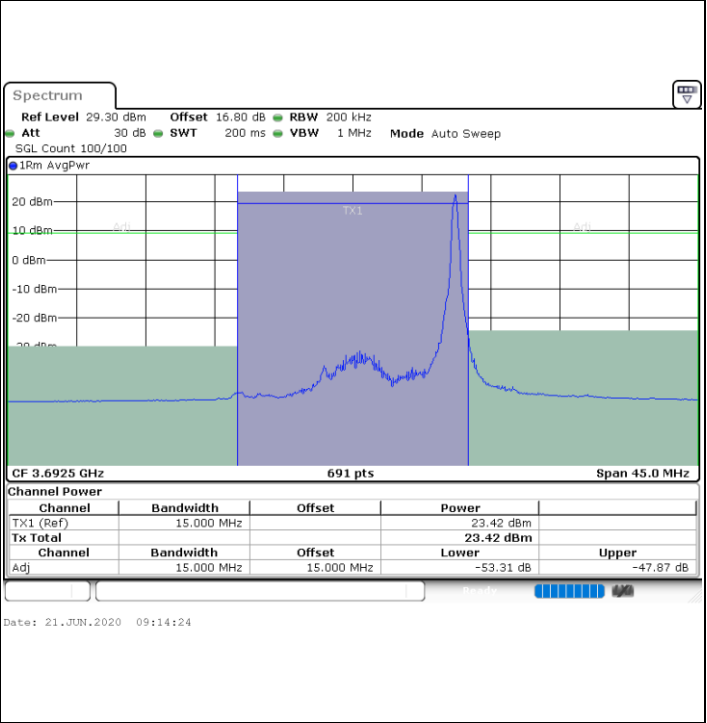 Spectrum
Ref Level 29.30 dBm Offset 16.80 dB RBW 200 kHz
Att 30 dB SWT 200 ms VBW 1 MHz Mode Auto Sweep
SGL Count 100/100
1Rm AvgPwr
20 dBm
TX1
Adj Adj
10 dBm
0 dBm
-10 dBm
-20 dBm
-30 dBm
CF 3.6925 GHz 691 pts Span 45.0 MHz
Channel Power
Channel Bandwidth Offset Power
TX1 (Ref) 15.000 MHz 23.42 dBm
Tx Total 23.42 dBm
Channel Bandwidth Offset Lower Upper
Adj 15.000 MHz 15.000 MHz -53.31 dB -47.87 dB
Ready
Date: 21.JUN.2020 09:14:24